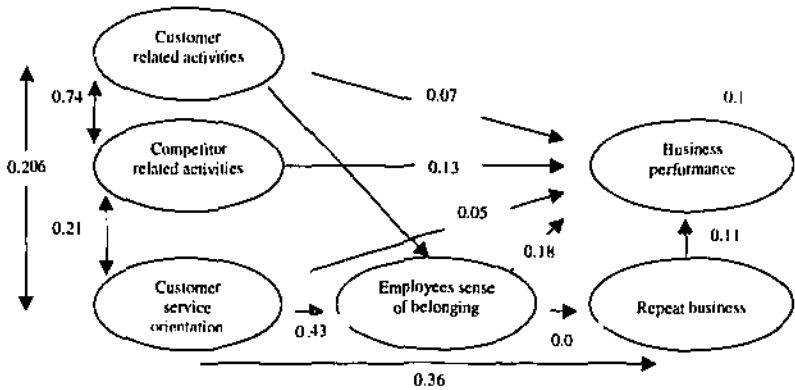 Customer
related activities
0.74
0.07
0.1
Competitor
related activities
Business
performance
0.206
0.13
0.05
0.21
0.18
0.11
Customer
service
orientation
Employees sense
of belonging
Repeat business
0.43
0.0
0.36